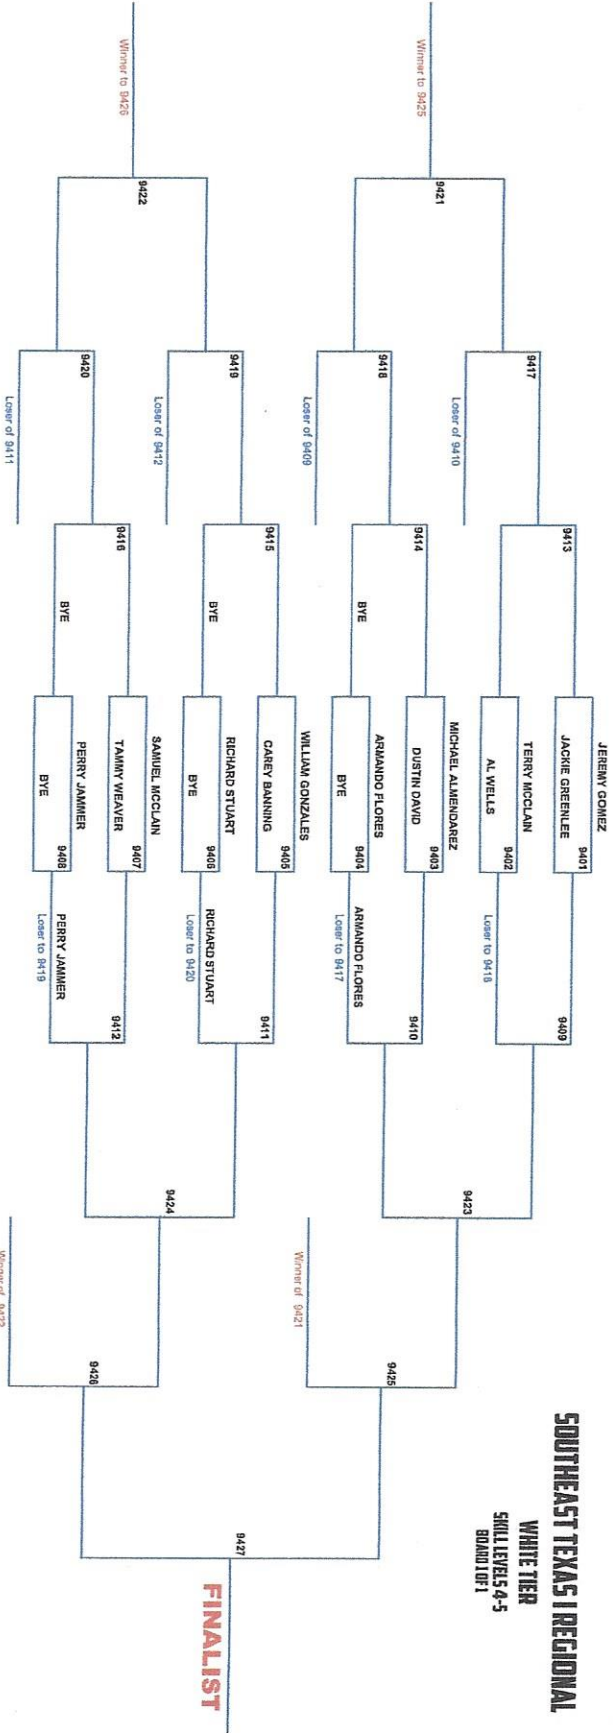 SOUTHEAST TEXAS I REGIONAL
WHITE TIER
SKILL LEVELS 4-5
BOARD 1 OF 1
JEREMY GOMEZ
9401
JACKIE GREENLEE
9413
9409
TERRY MCCLAIN
9417
9402
AL WELLS
Loser to 9418
Loser of 9410
9423
9421
Winner to 9425
MICHAEL ALMENDAREZ
9403
DUSTIN DAVID
9414
9410
ARMANDO FLORES
ARMANDO FLORES
9418
9404
BYE
BYE
Loser to 9417
Loser of 9409
9425
Winner of 9421
WILLIAM GONZALES
9405
CAREY BANNING
9415
9411
RICHARD STUART
RICHARD STUART
9419
9406
BYE
BYE
Loser to 9420
Loser of 9412
9427
FINALIST
9424
9422
Winner to 9426
SAMUEL MCCLAIN
9407
TAMMY WEAVER
9416
9412
PERRY JAMMER
PERRY JAMMER
9420
9408
BYE
BYE
Loser to 9419
Loser of 9411
9426
Winner of 9422